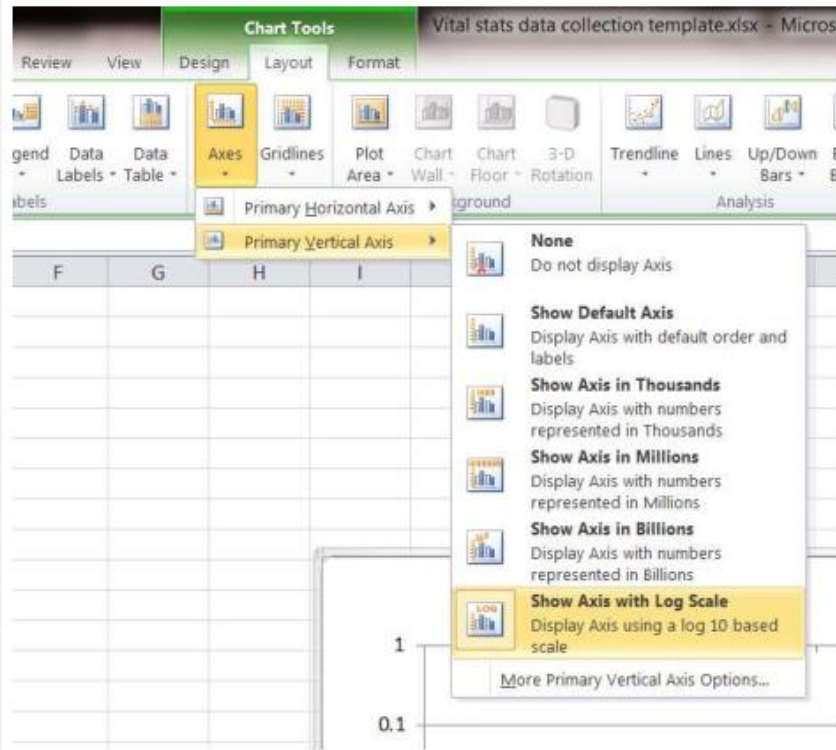 Chart Tools
Vital stats data collection template.xlsx - Micros
Review View Design Layout Format
gend Data Labels Data Table Axes Gridlines Plot Area Chart Wall Chart Floor 3-D Rotation Trendline Lines Up/Down Bars
abels
kground
Analysis
Primary Horizontal Axis
Primary Vertical Axis
F G H I
None
Do not display Axis
Show Default Axis
Display Axis with default order and
labels
Show Axis in Thousands
Display Axis with numbers
represented in Thousands
Show Axis in Millions
Display Axis with numbers
represented in Millions
Show Axis in Billions
Display Axis with numbers
represented in Billions
LOG
Show Axis with Log Scale
Display Axis using a log 10 based
scale
More Primary Vertical Axis Options...
1
0.1